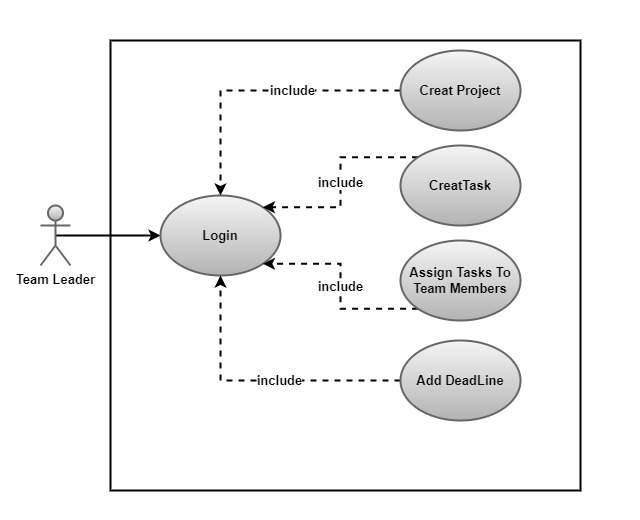 Creat Project
include
CreatTask
include
Login
Team Leader
Assign Tasks To
Team Members
include
Add DeadLine
include